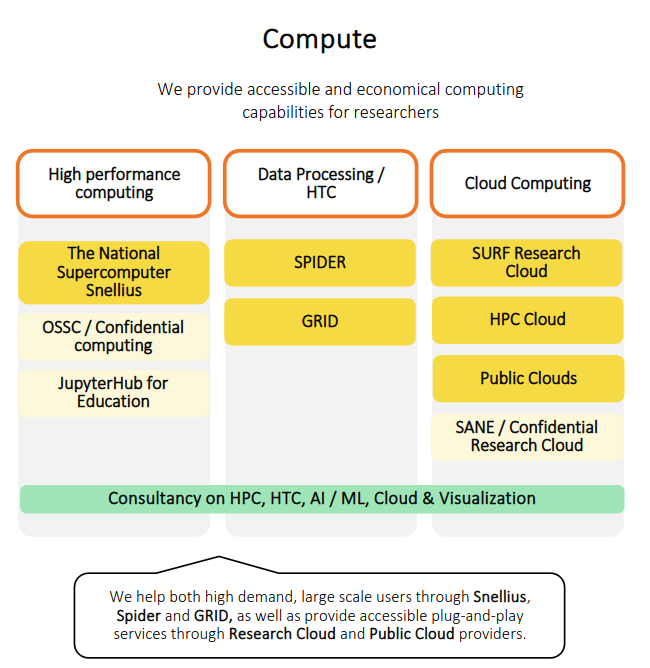 Compute
We provide accessible and economical computing
capabilities for researchers
High performance
computing
Data Processing /
HTC
Cloud Computing
The National
Supercomputer
Snellius
OSSC / Confidential
computing
JupyterHub for
Education
SPIDER
GRID
SURF Research
Cloud
HPC Cloud
Public Clouds
SANE / Confidential
Research Cloud
Consultancy on HPC, HTC, AI / ML, Cloud & Visualization
We help both high demand, large scale users through Snellius,
Spider and GRID, as well as provide accessible plug-and-play
services through Research Cloud and Public Cloud providers.